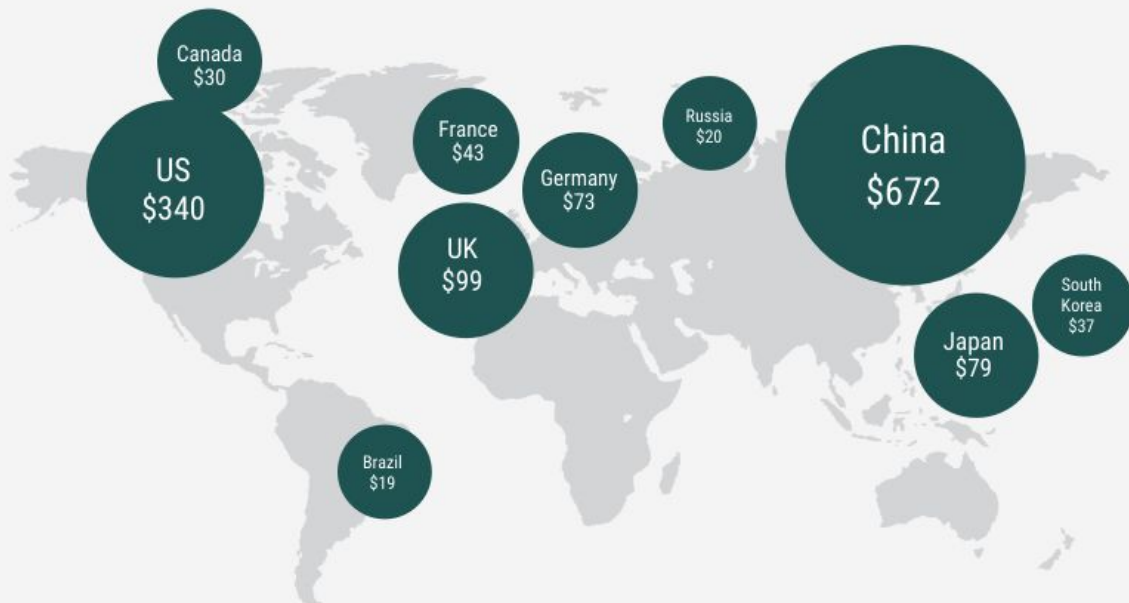 Canada
$30
US
$340
France
$43
Germany
$73
UK
$99
Russia
$20
China
$672
South
Korea
$37
Japan
$79
Brazil
$19